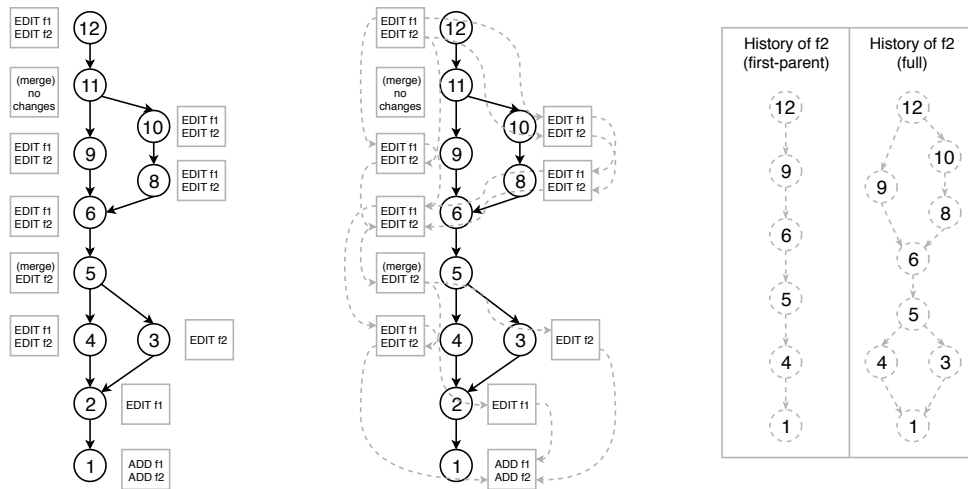 EDIT f1
EDIT f2
12
(merge)
no
changes
11
10
EDIT f1
EDIT f2
EDIT f1
EDIT f2
9
8
EDIT f1
EDIT f2
EDIT f1
EDIT f2
6
(merge)
EDIT f2
5
EDIT f1
EDIT f2
4
3
EDIT f2
2
EDIT f1
1
ADD f1
ADD f2
EDIT f1
EDIT f2
12
(merge)
no
changes
11
10
EDIT f1
EDIT f2
EDIT f1
EDIT f2
9
8
EDIT f1
EDIT f2
EDIT f1
EDIT f2
6
(merge)
EDIT f2
5
EDIT f1
EDIT f2
4
3
EDIT f2
2
EDIT f1
1
ADD f1
ADD f2
History of f2
(first-parent)
12
9
6
5
4
1
History of f2
(full)
12
10
9
8
6
5
4 3
1